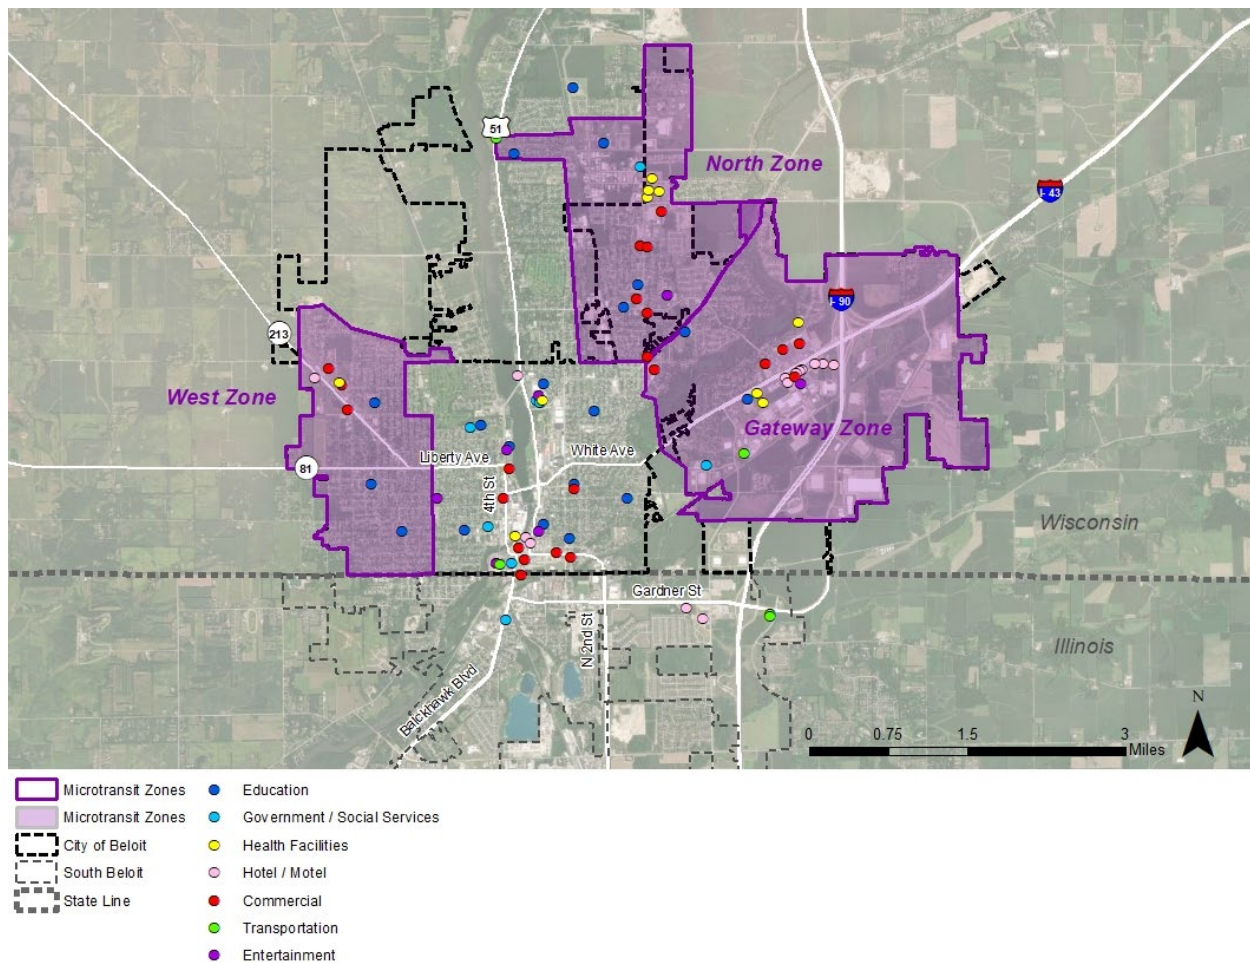 51
North Zone
I- 43
I- 90
213
West Zone
Gateway Zone
White Ave
Liberty Ave
81
4th St
Wisconsin
Gardner St
N 2nd St
Illinois
Balckhawk Blvd
N
0 0.75 1.5 3
Miles
Microtransit Zones
Microtransit Zones
City of Beloit
South Beloit
State Line
Education
Government / Social Services
Health Facilities
Hotel / Motel
Commercial
Transportation
Entertainment